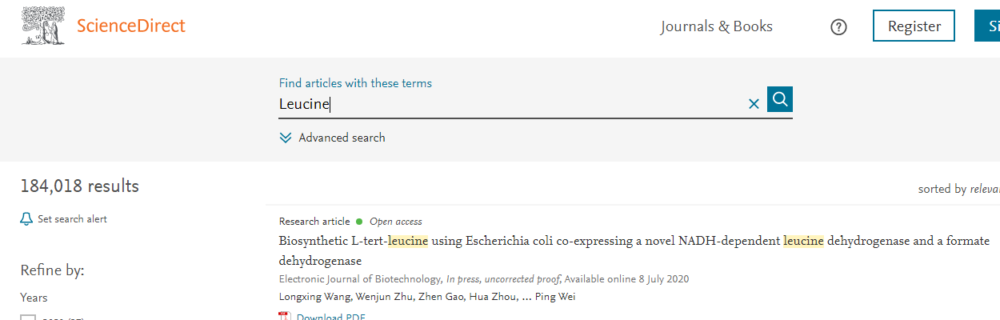 ScienceDirect
Journals & Books
?
Register
Find articles with these terms
Leucine
Advanced search
184,018 results
sorted by
Set search alert
Research article Open access
Biosynthetic L-tert-leucine using Escherichia coli co-expressing a novel NADH-dependent leucine dehydrogenase and a formate
dehydrogenase
Refine by:
Electronic Journal of Biotechnology, In press, uncorrected proof, Available online 8 July 2020
Years
Longxing Wang, Wenjun Zhu, Zhen Gao, Hua Zhou, ... Ping Wei
Download PDF